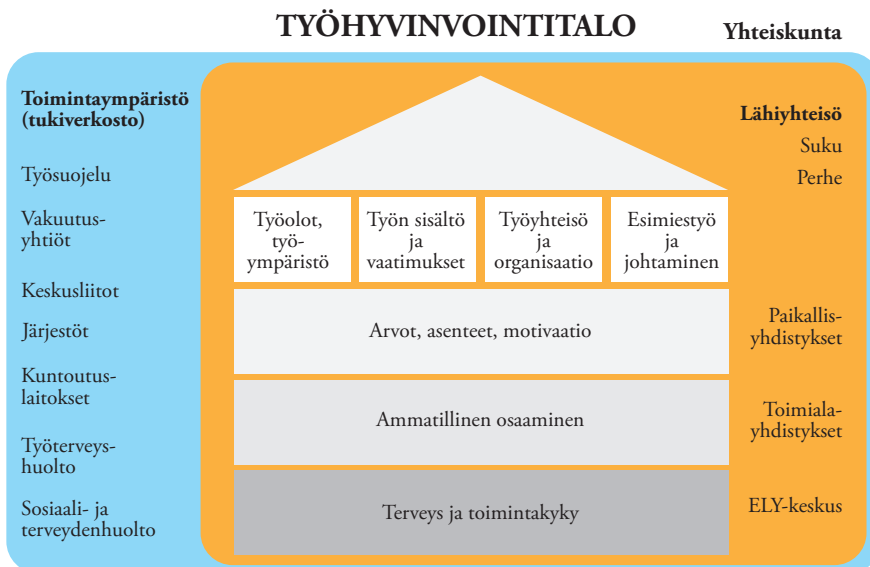 TYÖHYVINVOINTITALO
Yhteiskunta
Toimintaympäristö
(tukiverkosto)
Työsuojelu
Vakuutus-
yhtiöt
Keskusliitot
Järjestöt
Kuntoutus-
laitokset
Työterveys-
huolto
Sosiaali- ja
terveydenhuolto
Työolot,
työ-
ympäristö
Työn sisältö
ja
vaatimukset
Työyhteisö
ja
organisaatio
Esimiestyö
ja
johtaminen
Arvot, asenteet, motivaatio
Ammatillinen osaaminen
Terveys ja toimintakyky
Lähiyhteisö
Suku
Perhe
Paikallis-
yhdistykset
Toimiala-
yhdistykset
ELY-keskus